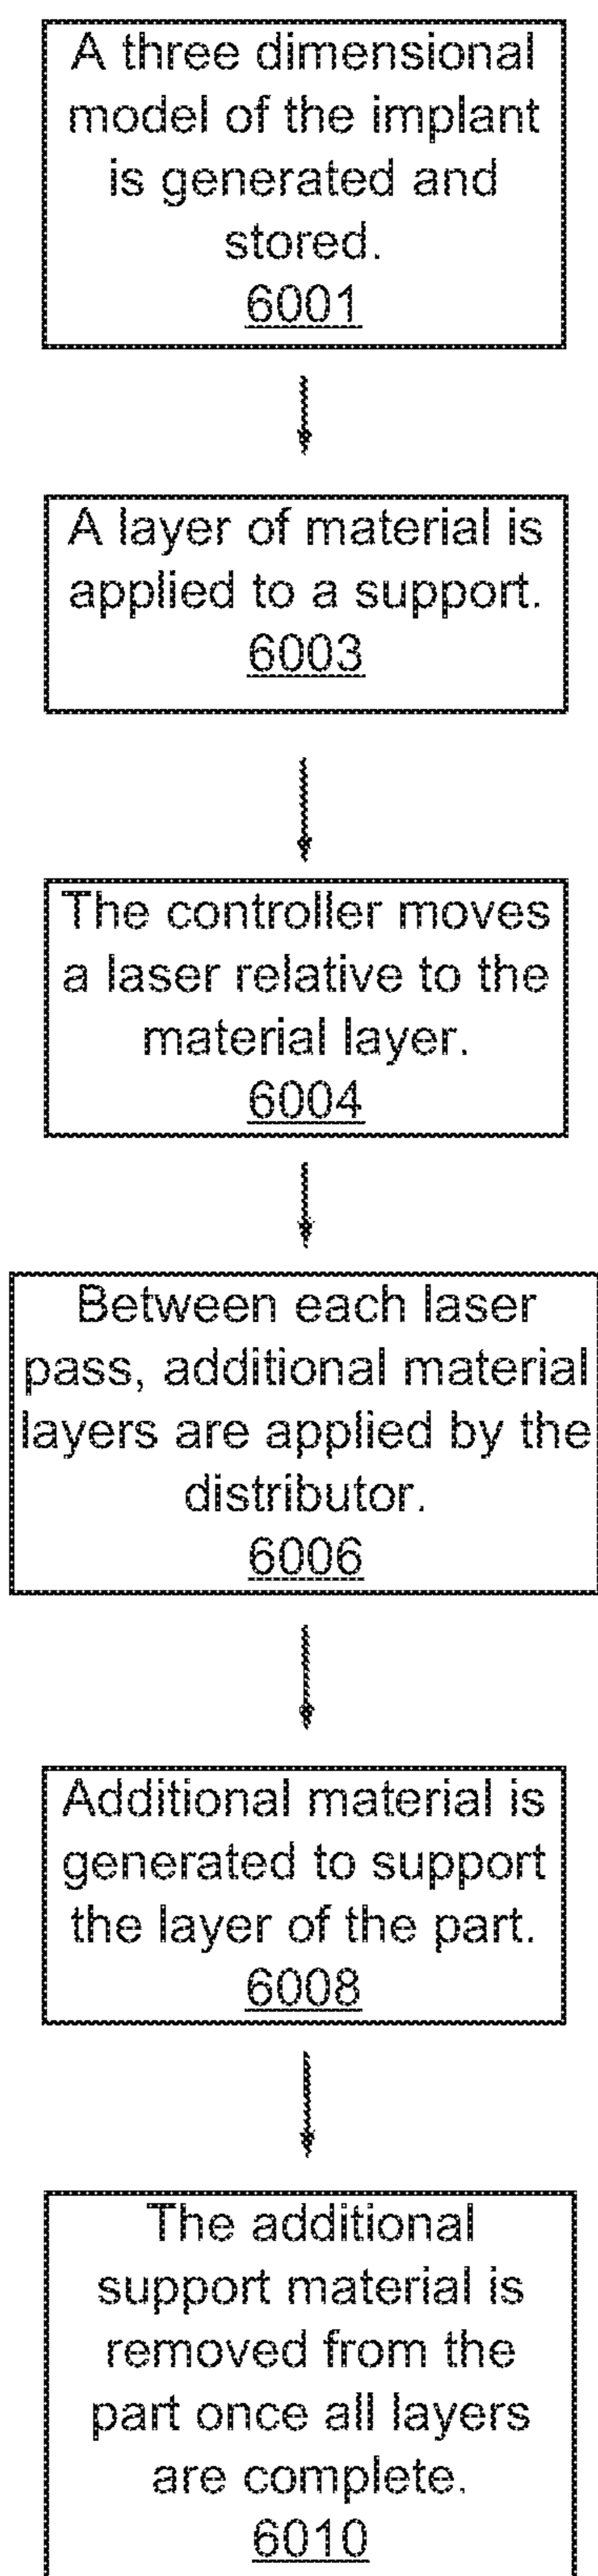 A three dimensional
model of the implant
is generated and
stored.
6001
A layer of material is
applied to a support.
6003
The controller moves
a laser relative to the
material layer.
6004
Between each laser
pass, additional material
layers are applied by the
distributor.
6006
Additional material is
generated to support
the layer of the part.
6008
The additional
support material is
removed from the
part once all layers
are complete.
6010